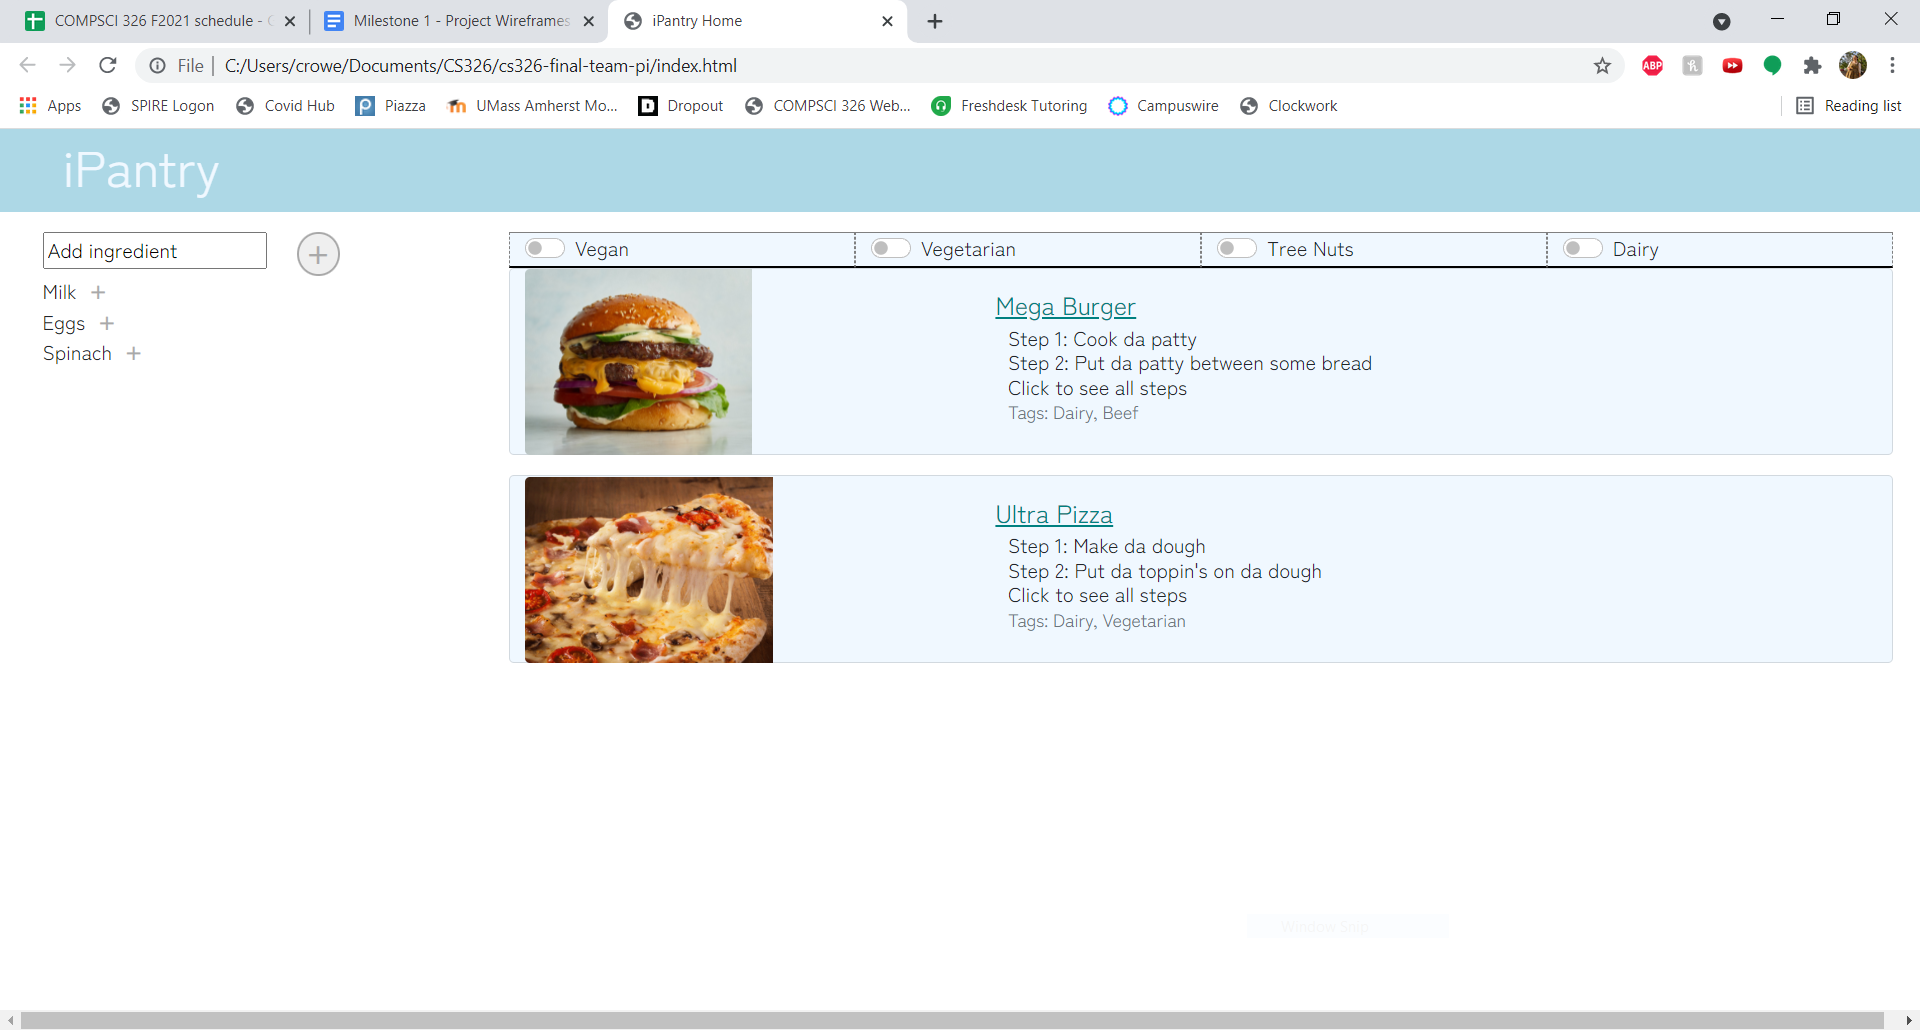 COMPSCI 326 F2021 schedule -
Milestone 1 - Project Wireframes
iPantry Home
File
C:/Users/crowe/Documents/CS326/cs326-final-team-pi/index.html
ABP
Apps
SPIRE Logon
Covid Hub
Piazza
UMass Amherst Mo...
Dropout
COMPSCI 326 Web...
Freshdesk Tutoring
Campuswire
Clockwork
Reading list
iPantry
Add ingredient
Milk +
Eggs +
Spinach +
Vegan
Vegetarian
Tree Nuts
Dairy
Mega Burger
Step 1: Cook da patty
Step 2: Put da patty between some bread
Click to see all steps
Tags: Dairy, Beef
Ultra Pizza
Step 1: Make da dough
Step 2: Put da toppin's on da dough
Click to see all steps
Tags: Dairy, Vegetarian
Window Snip